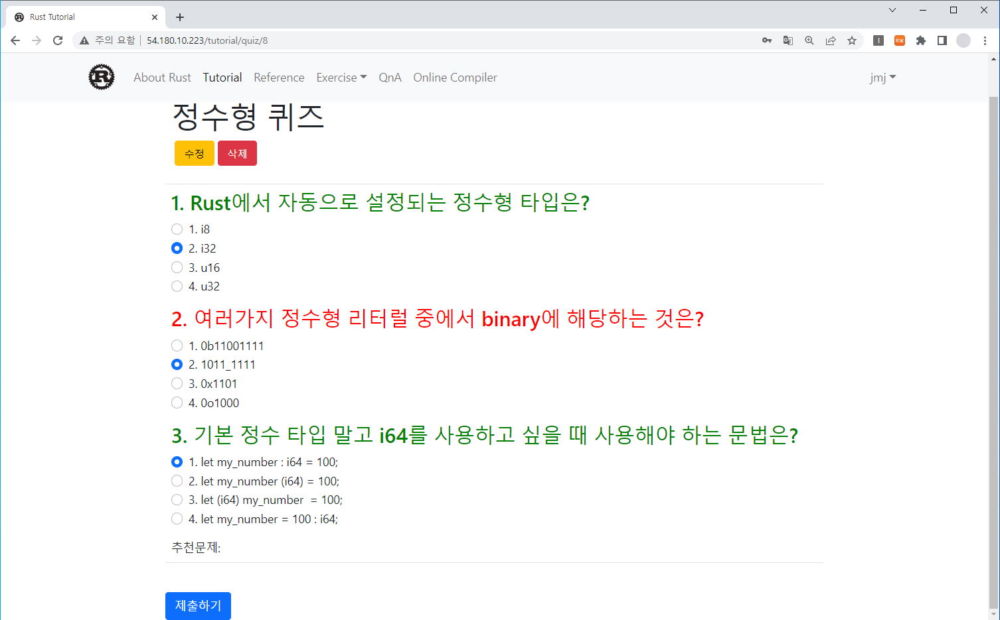 Rust Tutorial
주의 요함 | 54.180.10.223/tutorial/quiz/8
I
EX
R
About Rust Tutorial Reference Exercise QnA Online Compiler jmj
정수형 퀴즈
수정 삭제
1. Rust에서 자동으로 설정되는 정수형 타입은?
1. i8
2. i32
3. u16
4. u32
2. 여러가지 정수형 리터럴 중에서 binary에 해당하는 것은?
1. 0b11001111
2. 1011_1111
3. 0x1101
4. 0o1000
3. 기본 정수 타입 말고 i64를 사용하고 싶을 때 사용해야 하는 문법은?
1. let my_number : i64 = 100;
2. let my_number (i64) = 100;
3. let (i64) my_number  = 100;
4. let my_number = 100 : i64;
추천문제:
제출하기